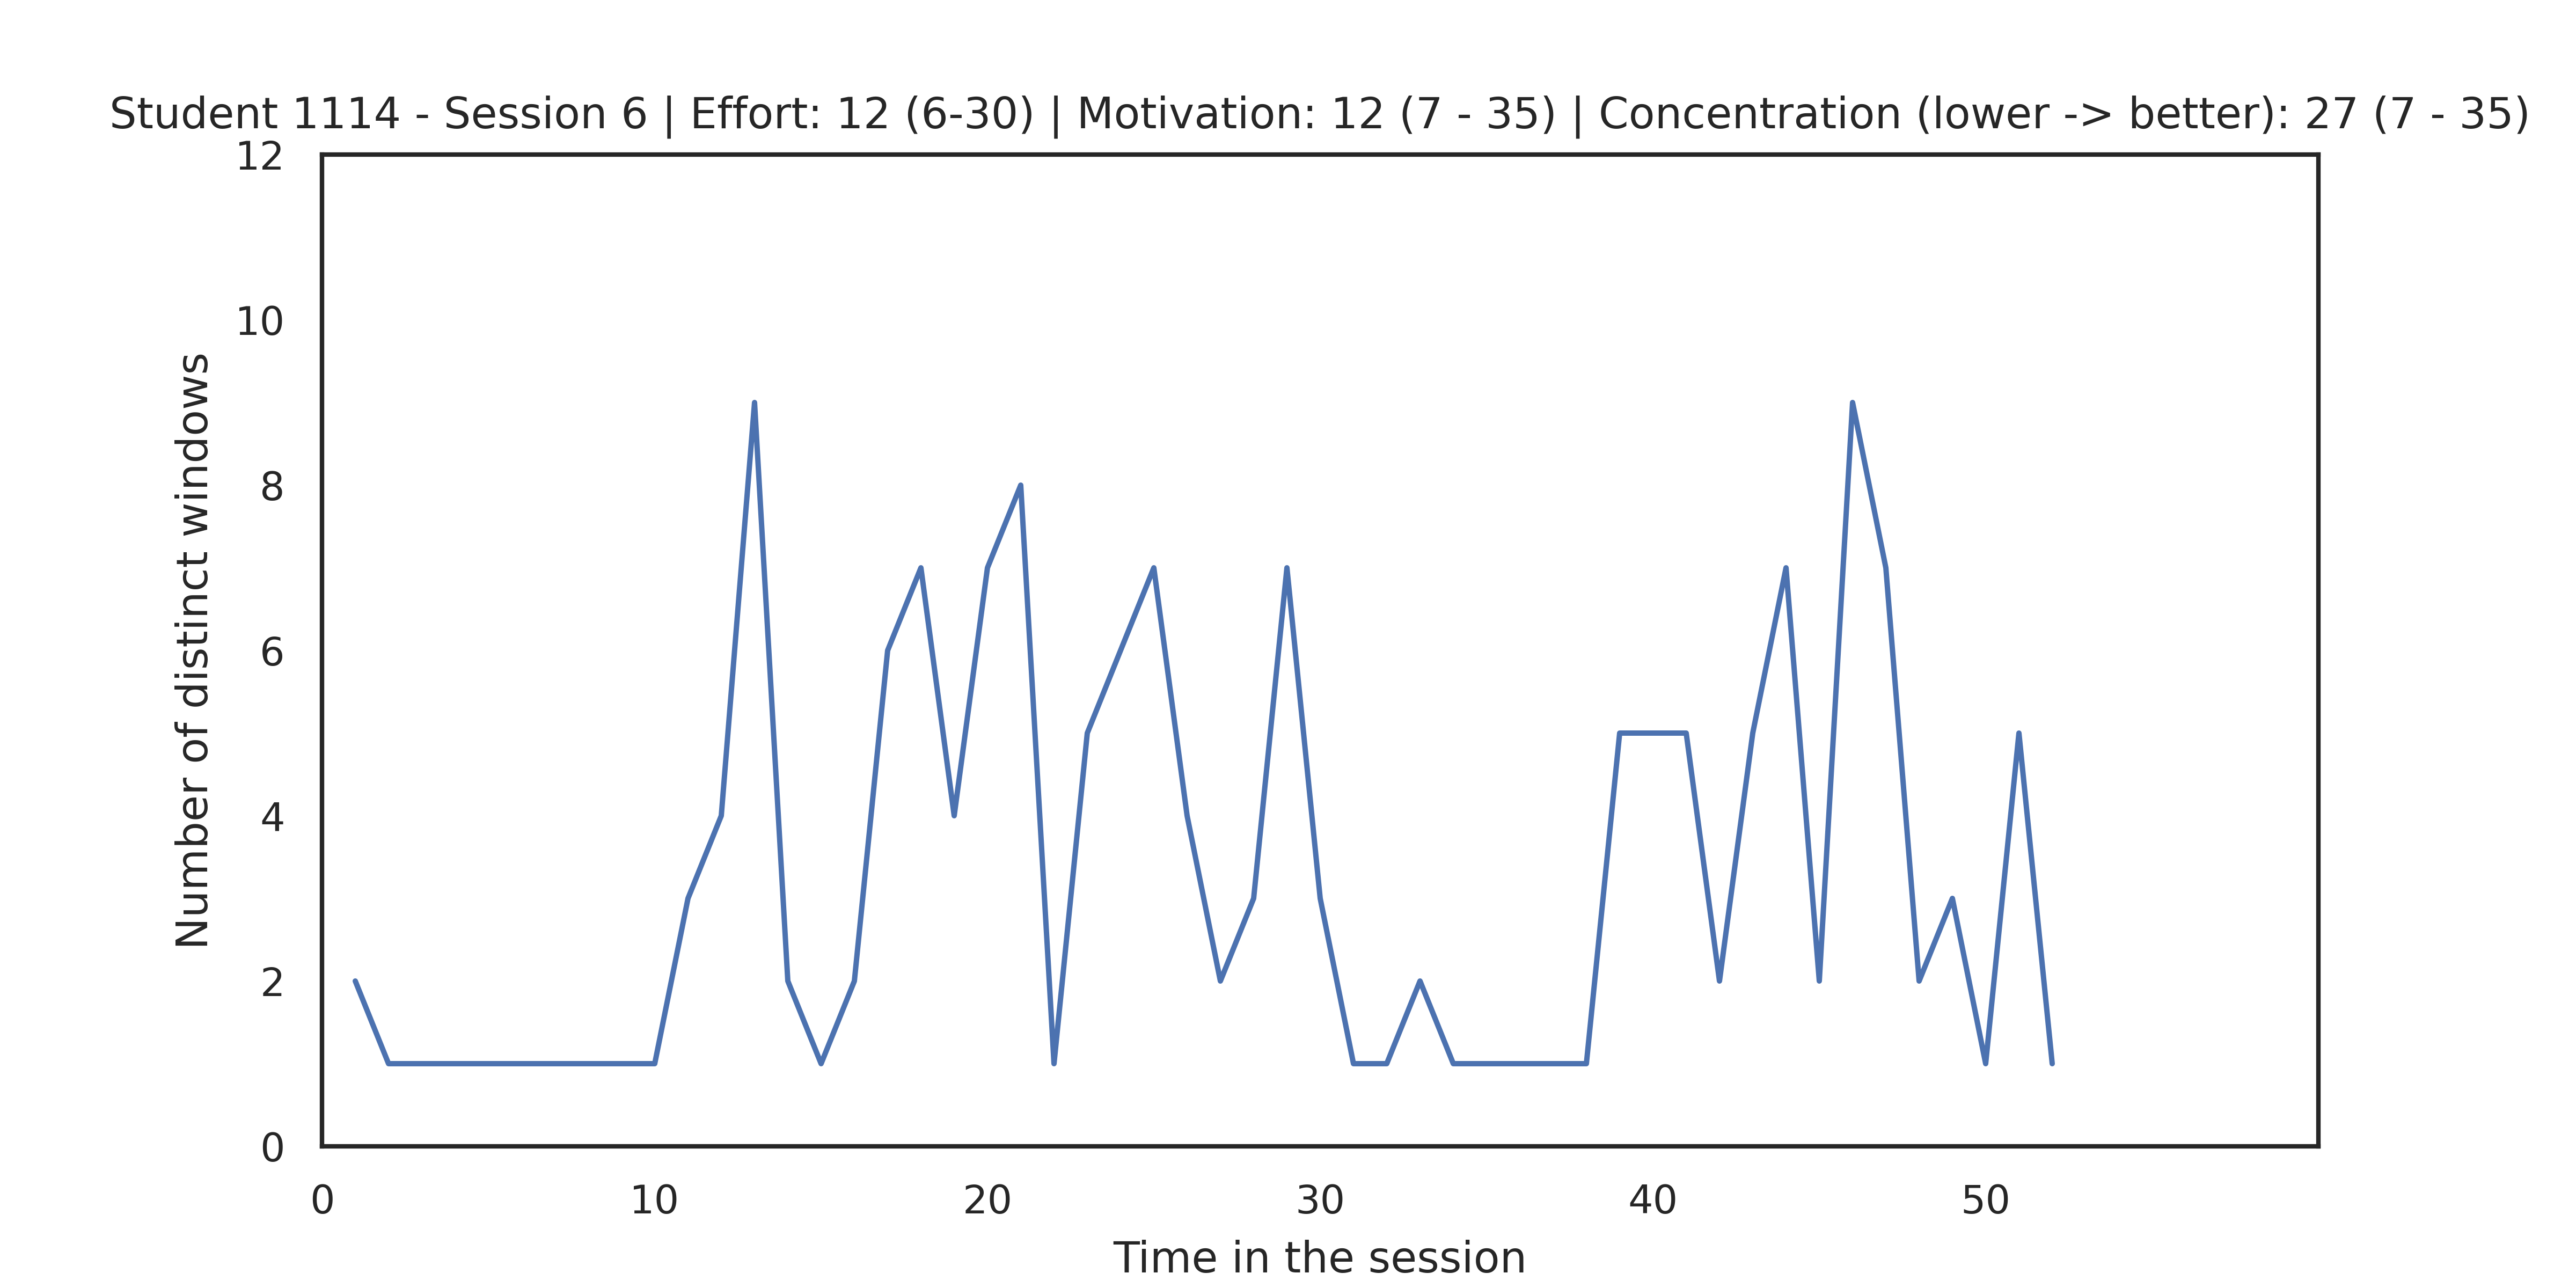 Student 1114 - Session 6 | Effort: 12 (6-30) | Motivation: 12 (7 - 35) | Concentration (lower -> better): 27 (7 - 35)
12
10
8
6
4
2
0
Number of distinct windows
0 10 20 30 40 50
Time in the session